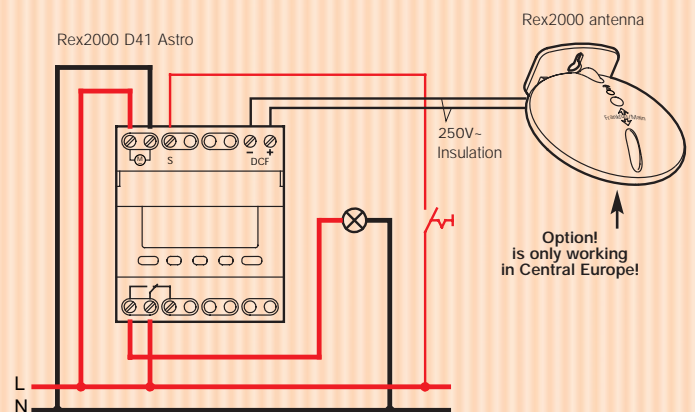 Rex2000 antenna
Rex2000 D41 Astro
250V~
Insulation
M
S
− +
DCF
Option!
is only working
in Central Europe!
L
N